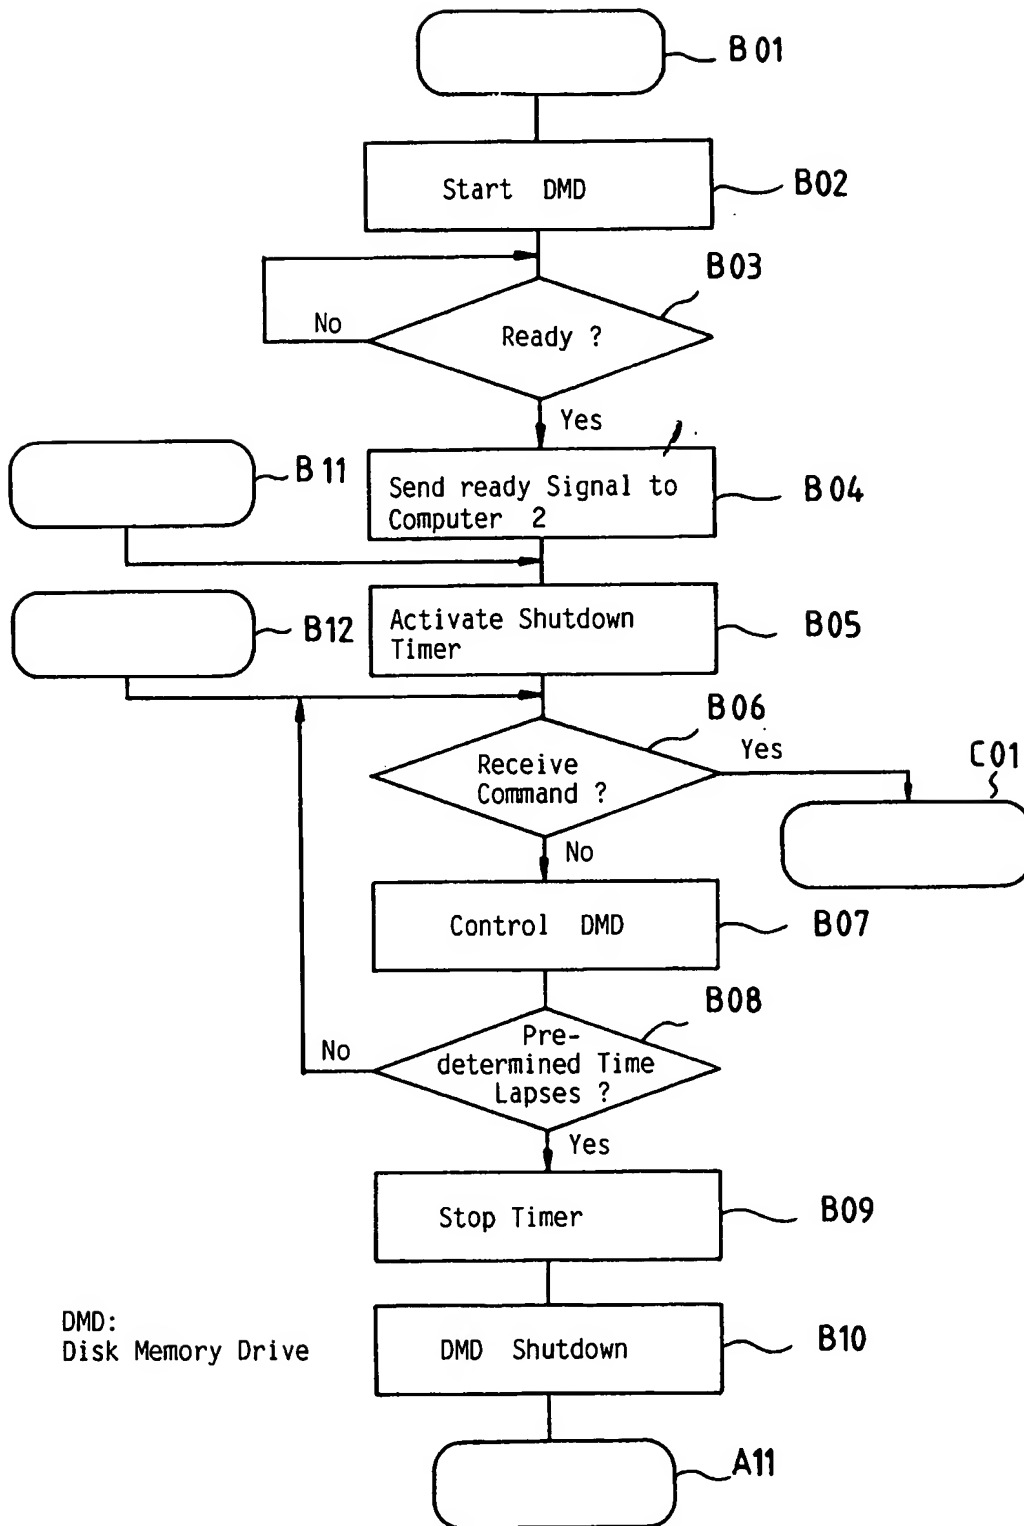 B01
Start DMD
B02
B03
Ready ?
No
Yes
B11
Send ready Signal to
Computer 2
B04
B12
Activate Shutdown
Timer
B05
B06
Receive
Command ?
Yes
C01
No
Control DMD
B07
B08
Pre-
determined Time
Lapses ?
No
Yes
Stop Timer
B09
DMD:
Disk Memory Drive
DMD Shutdown
B10
A11